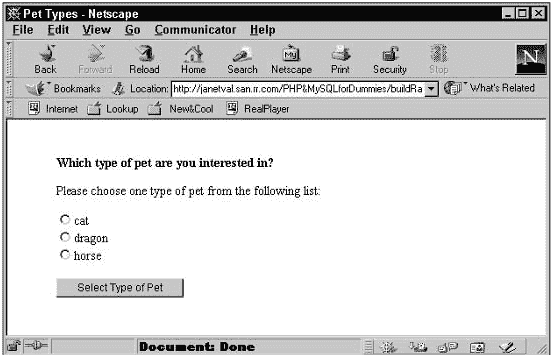 Pet Types - Netscape
File Edit View Go Communicator Help
Back Forward Reload Home Search Netscape Print Security Stop
Bookmarks Location: http://janetval.san.rr.com/PHP&MySQLforDummies/buildRa What's Related
Internet Lookup New&Cool RealPlayer
Which type of pet are you interested in?
Please choose one type of pet from the following list:
cat
dragon
horse
Select Type of Pet
Document: Done